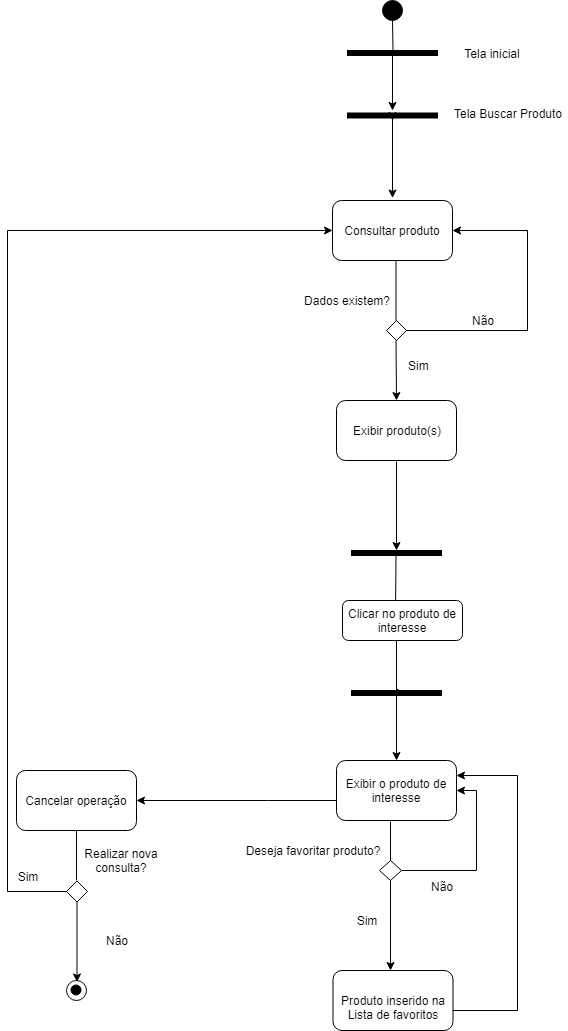 Tela inicial
Tela Buscar Produto
Consultar produto
Dados existem?
Não
Sim
Exibir produto(s)
Clicar no produto de
interesse
Exibir o produto de
interesse
Cancelar operação
Deseja favoritar produto?
Realizar nova
consulta?
Sim
Não
Sim
Não
Produto inserido na
Lista de favoritos